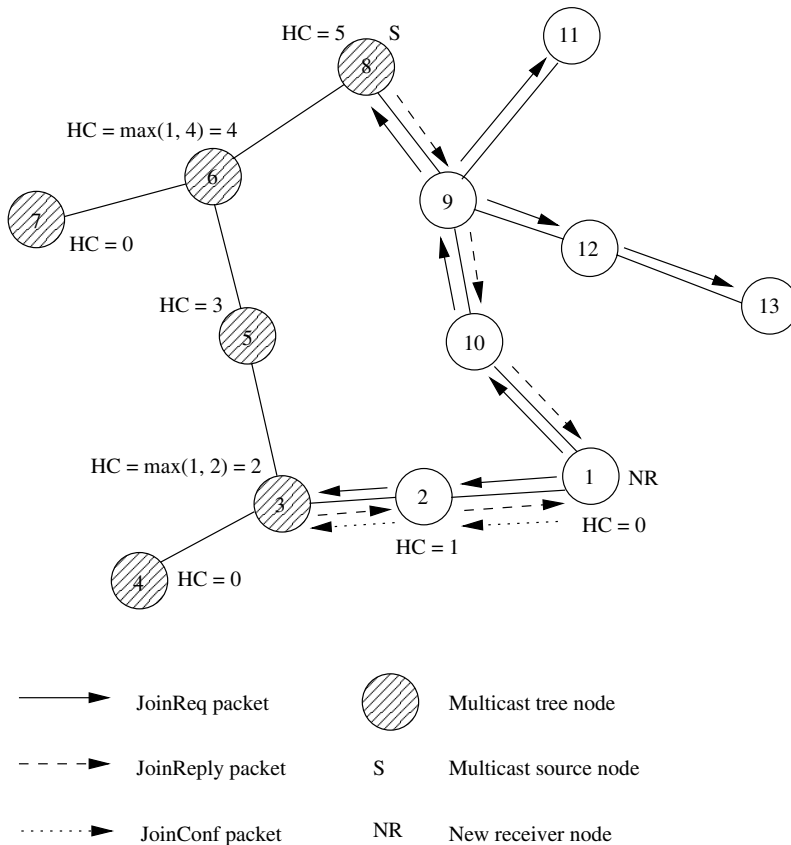 11
HC = 5
S
8
HC = max(1, 4) = 4
6
9
7
HC = 0
12
HC = 3
13
5
10
HC = max(1, 2) = 2
1
NR
3
2
HC = 0
HC = 1
4
HC = 0
JoinReq packet
Multicast tree node
JoinReply packet
S
Multicast source node
JoinConf packet
NR
New receiver node